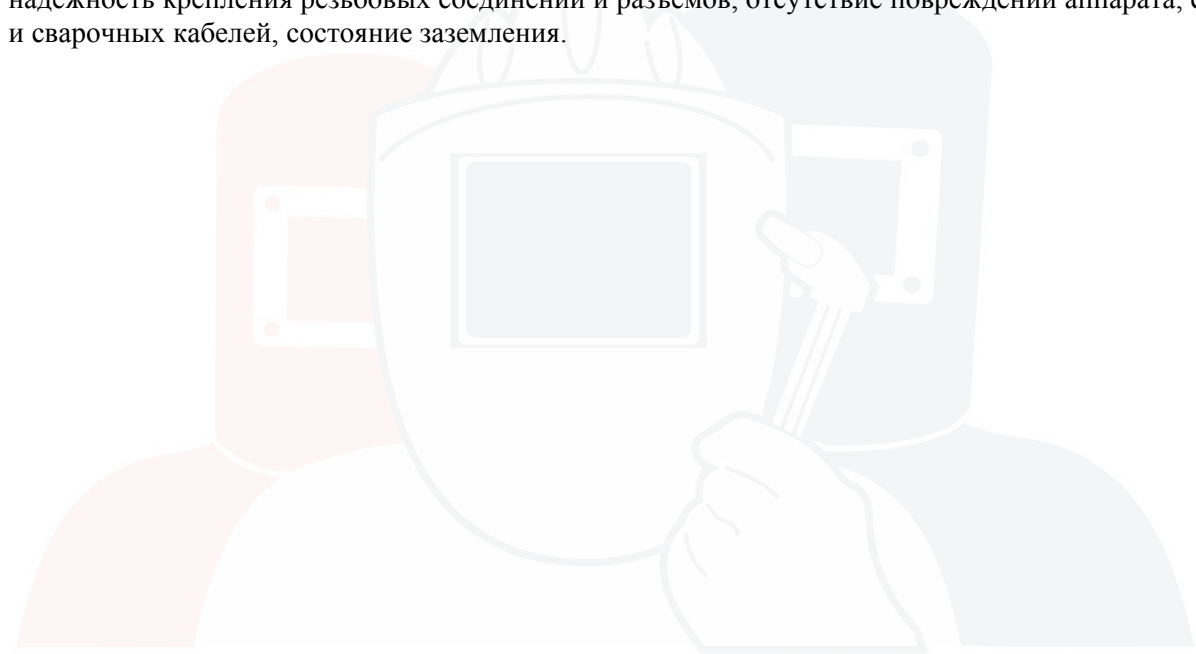 надежность крепления резьбовых соединений и разъемов, отсутствие повреждений аппарата,
и сварочных кабелей, состояние заземления.